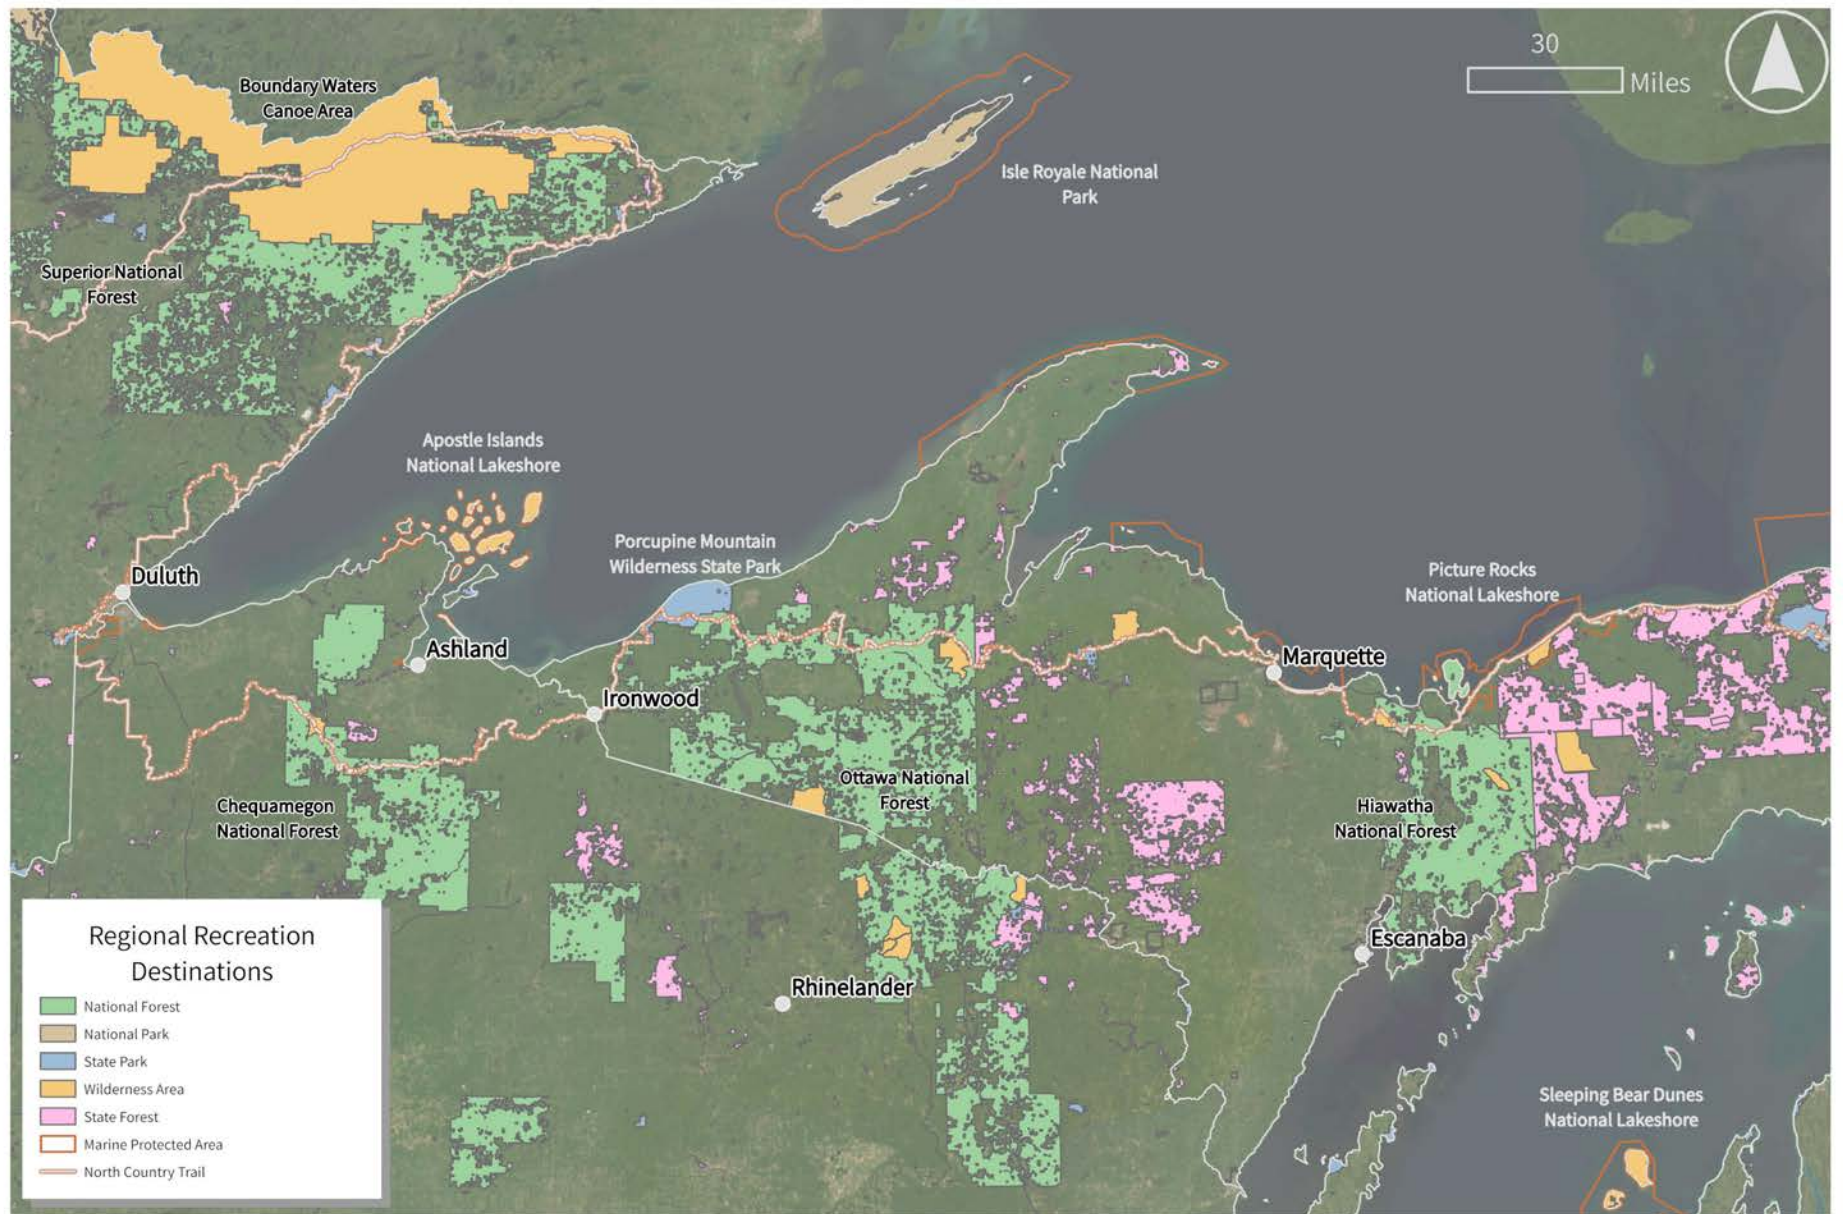 30
Miles
Boundary Waters
Canoe Area
Isle Royale National
Park
Superior National
Forest
Apostle Islands
National Lakeshore
Porcupine Mountain
Wilderness State Park
Picture Rocks
National Lakeshore
Duluth
Ashland
Marquette
Ironwood
Ottawa National
Forest
Chequamegon
National Forest
Hiawatha
National Forest
Escanaba
Rhinelander
Sleeping Bear Dunes
National Lakeshore
Regional Recreation
Destinations
National Forest
National Park
State Park
Wilderness Area
State Forest
Marine Protected Area
North Country Trail